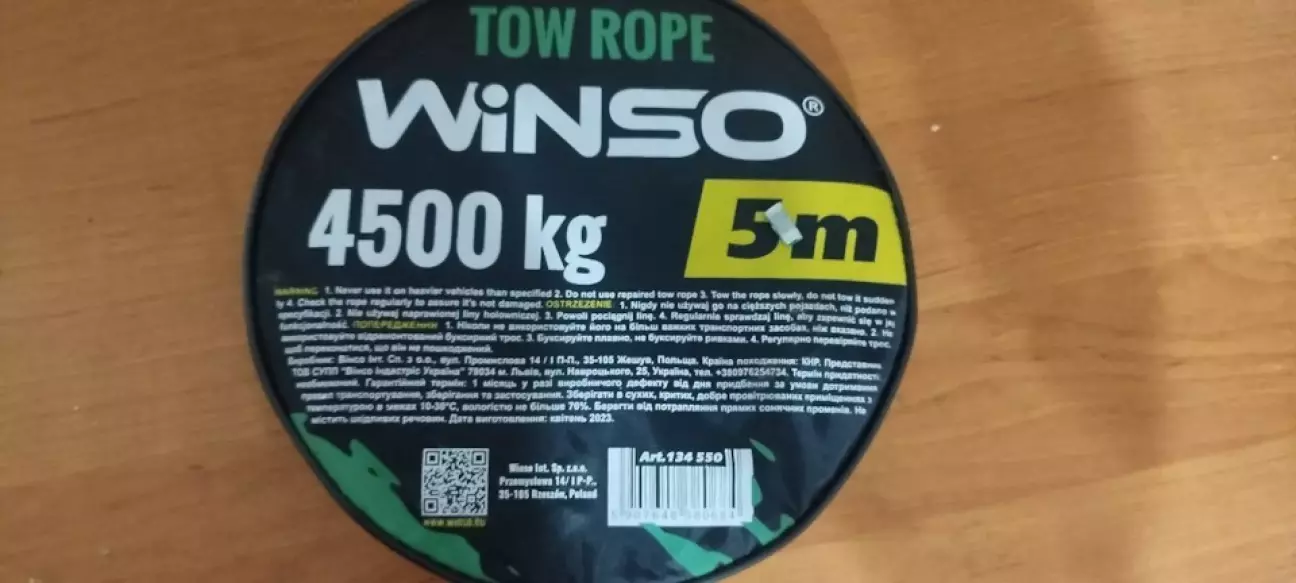 TOW ROPE
WiNSO®
4500 kg
5m
WARNING 1. Never use it on heavier vehicles than specified 2. Do not use repaired tow rope 3. Tow the rope slowly, do not tow it sudden
ly 4. Check the rope regularly to assure it's not damaged. OSTRZEŻENIE 1. Nigdy nie używaj go na cięższych pojazdach, niż podano w
specyfikacji. 2. Nie używaj naprawionej liny holowniczej. 3. Powoli pociągnij linę. 4. Regularnie sprawdzaj linę, aby zapewnić się w jej
funkcjonalność. ПОПЕРЕДЖЕННЯ 1. Ніколи не використовуйте його на більш важких транспортних засобах, ніж вказано. 2. Не
використовуйте відремонтований буксирний трос. 3. Буксируйте плавно, не буксируйте ривками. 4. Регулярно перевіряйте трос,
щоб переконатися, що він не пошкоджений.
Виробник: Вінсо Інт. Сп. з о.о., вул. Промислова 14 / І П-П., 35-105 Жешув, Польща. Країна походження: КНР. Представник
ТОВ СУПП "Вінсо Індастріс Україна" 79034 м. Львів, вул. Навроцького, 25, Україна, тел. +380976254734. Термін придатності:
необмежений. Гарантійний термін: 1 місяць у разі виробничого дефекту від дня придбання за умови дотримання
правил транспортування, зберігання та застосування. Зберігати в сухих, критих, добре провітрюваних приміщеннях з
температурою в межах 10-30°C, вологістю не більше 70%. Берегти від потрапляння прямих сонячних променів. Не
містить шкідливих речовин. Дата виготовлення: квітень 2023.
Winso Int. Sp. z.o.o.
Przemysłowa 14/ I P-P.,
35-105 Rzeszów, Poland
Art.134 550
WWW.WINSO.EU